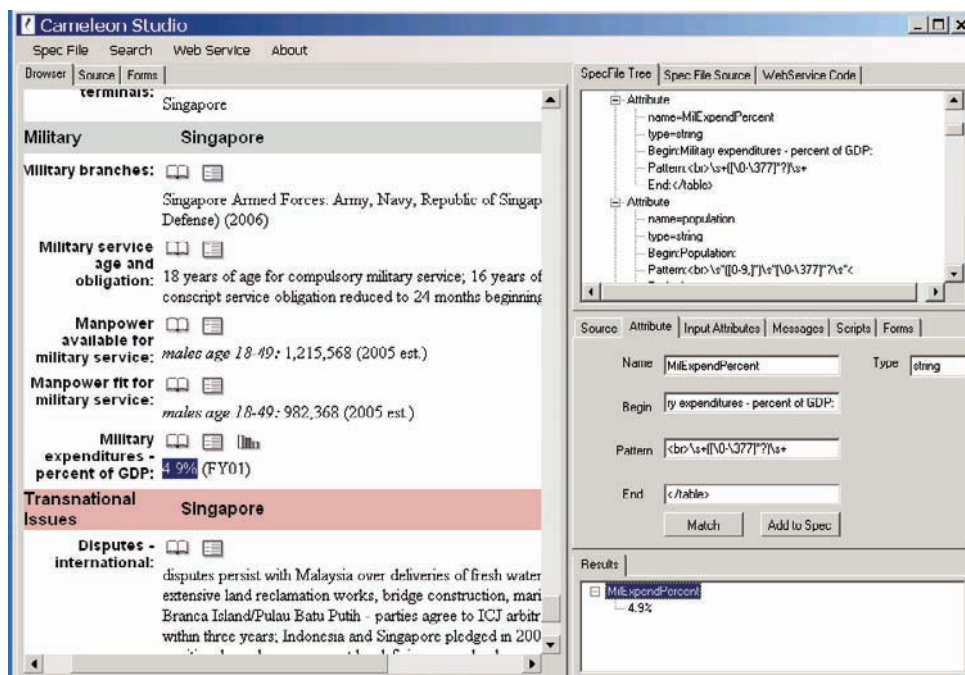 Cameleon Studio
Spec File Search Web Service About
Browser Source Forms
terminals:
Singapore
Military Singapore
Military branches:
Singapore Armed Forces: Army, Navy, Republic of Singap
Defense) (2006)
Military service
age and
obligation:
18 years of age for compulsory military service; 16 years of
conscript service obligation reduced to 24 months beginning
Manpower
available for
military service:
males age 18-49: 1,215,568 (2005 est.)
Manpower fit for
military service:
males age 18-49: 982,368 (2005 est.)
Military
expenditures -
percent of GDP:
4.9% (FY01)
Transnational
Issues
Singapore
Disputes -
international:
disputes persist with Malaysia over deliveries of fresh water
extensive land reclamation works, bridge construction, mari
Branca Island/Pulau Batu Putih - parties agree to ICJ arbitr
within three years; Indonesia and Singapore pledged in 200
SpecFile Tree Spec File Source WebService Code
Attribute
name=MilExpendPercent
type=string
Begin:Military expenditures - percent of GDP:
Pattern:<br>\s+([\0-\377]*?)\s+
End:</table>
Attribute
name=population
type=string
Begin:Population:
Pattern:<br>\s*([0-9,]*)\s*[\0-\377]*?\s*<
Source Attribute Input Attributes Messages Scripts Forms
Name MilExpendPercent Type string
Begin ry expenditures - percent of GDP:
Pattern <br>\s+([\0-\377]*?)\s+
End </table>
Match Add to Spec
Results
MilExpendPercent
4.9%